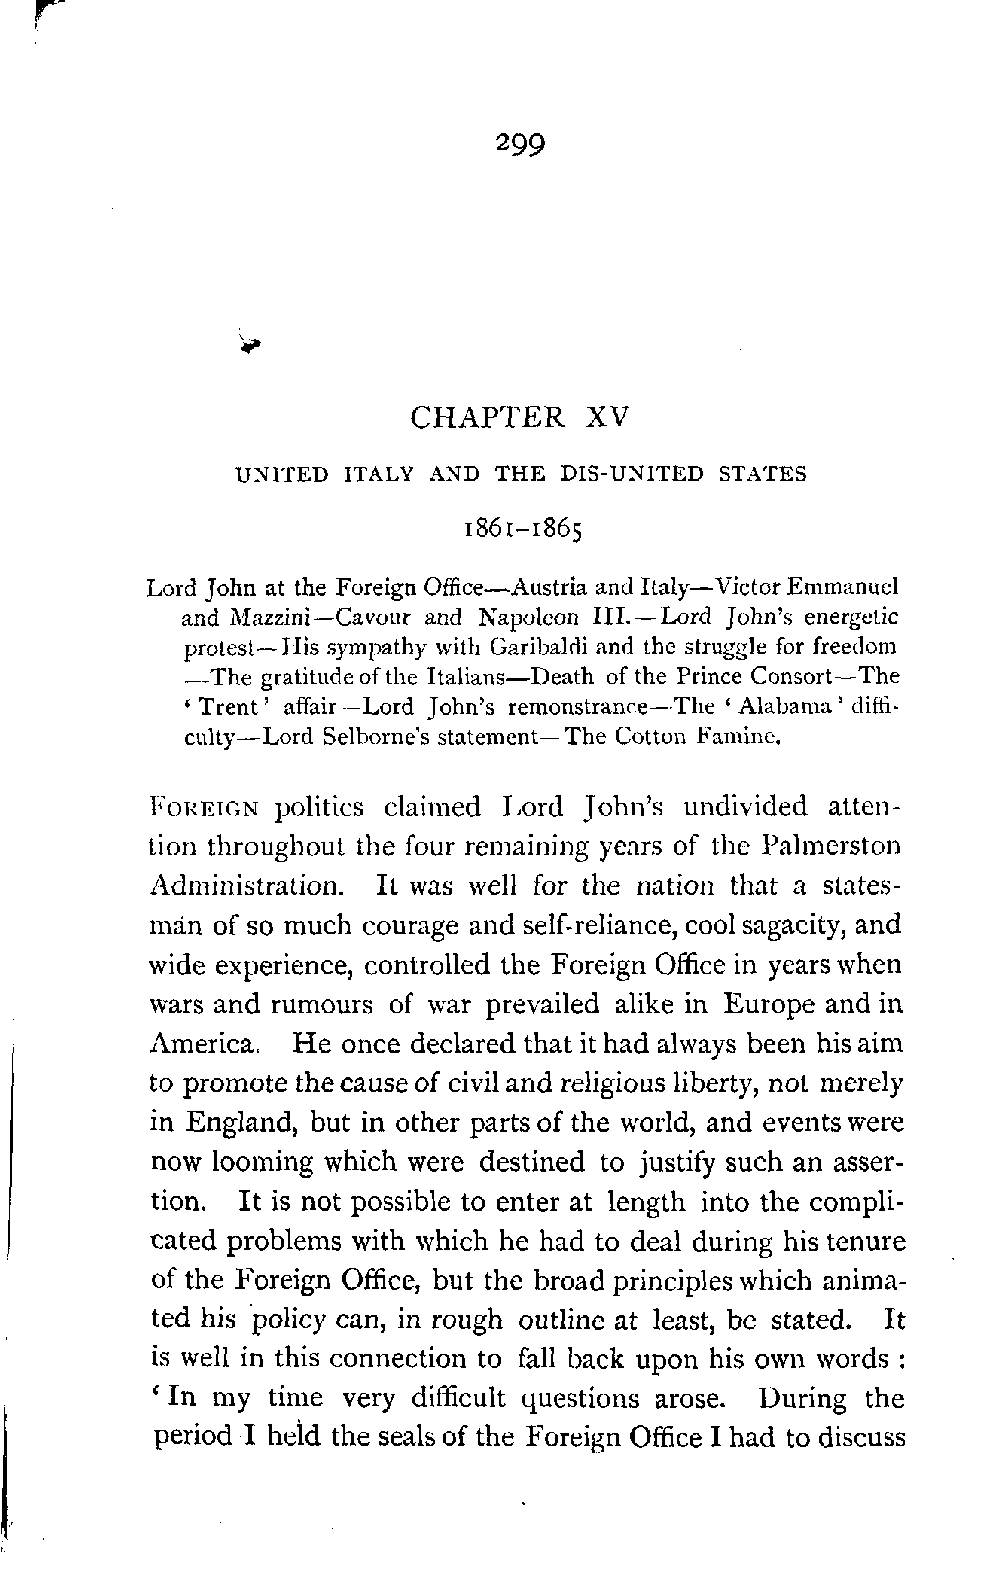 299
CHAPTER XV
UNITED ITALY AND THE DIS-UNITED STATES
1861–1865
Lord John at the Foreign Office—Austria and Italy—Victor Emmanuel
and Mazzini—Cavour and Napoleon III.—Lord John's energetic
protest—His sympathy with Garibaldi and the struggle for freedom
—The gratitude of the Italians—Death of the Prince Consort—The
‘Trent’ affair—Lord John's remonstrance—The ‘Alabama’ diffi-
culty—Lord Selborne's statement—The Cotton Famine.
FOREIGN politics claimed Lord John's undivided atten-
tion throughout the four remaining years of the Palmerston
Administration. It was well for the nation that a states-
man of so much courage and self-reliance, cool sagacity, and
wide experience, controlled the Foreign Office in years when
wars and rumours of war prevailed alike in Europe and in
America. He once declared that it had always been his aim
to promote the cause of civil and religious liberty, not merely
in England, but in other parts of the world, and events were
now looming which were destined to justify such an asser-
tion. It is not possible to enter at length into the compli-
cated problems with which he had to deal during his tenure
of the Foreign Office, but the broad principles which anima-
ted his policy can, in rough outline at least, be stated. It
is well in this connection to fall back upon his own words :
‘In my time very difficult questions arose. During the
period I held the seals of the Foreign Office I had to discuss